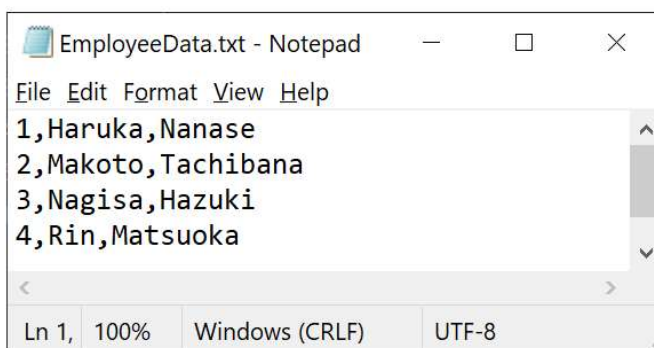 EmployeeData.txt - Notepad
File Edit Format View Help
1,Haruka,Nanase
2,Makoto,Tachibana
3,Nagisa,Hazuki
4,Rin,Matsuoka
Ln 1, 100% Windows (CRLF) UTF-8